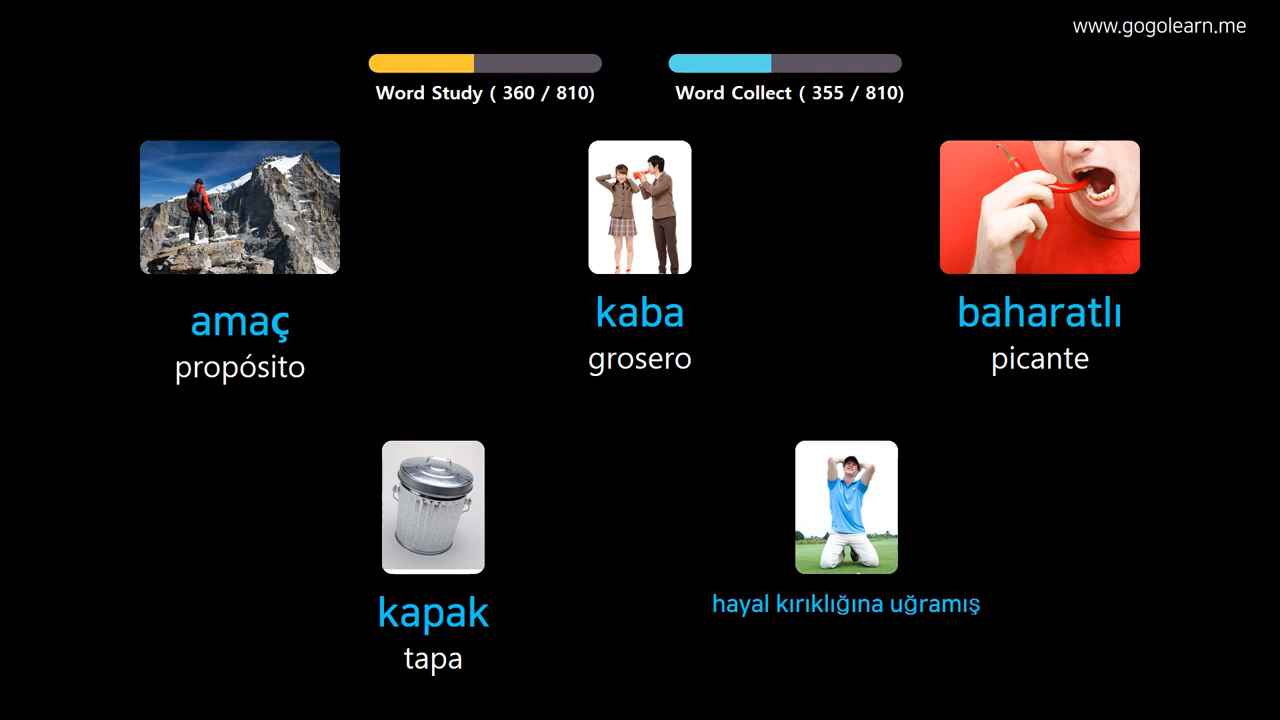 www.gogolearn.me
Word Study ( 360 / 810)
Word Collect ( 355 / 810)
amaç
propósito
kaba
grosero
baharatlı
picante
kapak
tapa
hayal kırıklığına uğramış